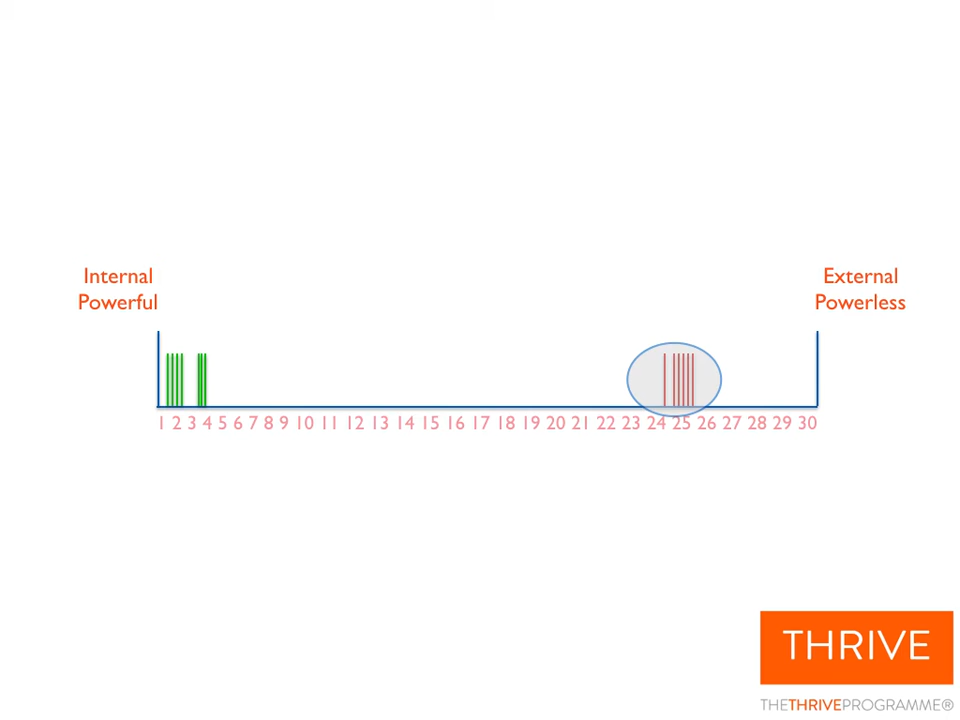 Internal
Powerful
External
Powerless
1 2 3 4 5 6 7 8 9 10 11 12 13 14 15 16 17 18 19 20 21 22 23 24 25 26 27 28 29 30
THRIVE
THETHRIVEPROGRAMME®